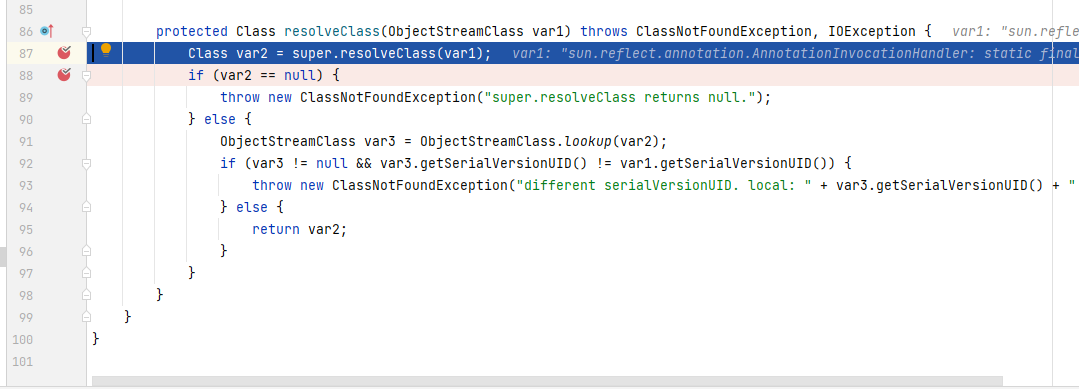 85
86 protected Class resolveClass(ObjectStreamClass var1) throws ClassNotFoundException, IOException { var1: "sun.refle
87 Class var2 = super.resolveClass(var1); var1: "sun.reflect.annotation.AnnotationInvocationHandler: static final
88 if (var2 == null) {
89 throw new ClassNotFoundException("super.resolveClass returns null.");
90 } else {
91 ObjectStreamClass var3 = ObjectStreamClass.lookup(var2);
92 if (var3 != null && var3.getSerialVersionUID() != var1.getSerialVersionUID()) {
93 throw new ClassNotFoundException("different serialVersionUID. local: " + var3.getSerialVersionUID() + "
94 } else {
95 return var2;
96 }
97 }
98 }
99 }
100 }
101